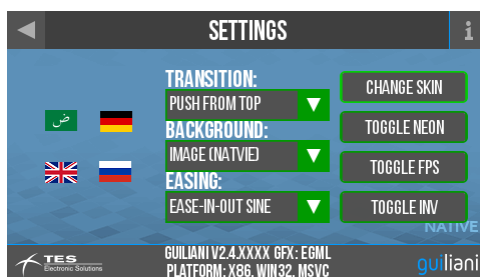 SETTINGS
i
TRANSITION:
PUSH FROM TOP
BACKGROUND:
IMAGE (NATVIE)
EASING:
EASE-IN-OUT SINE
ض
CHANGE SKIN
TOGGLE NEON
TOGGLE FPS
TOGGLE INV
NATIVE
TES
Electronic Solutions
GUILIANI V2.4.XXXX GFX: EGML
PLATFORM: X86, WIN32, MSVC
guiliani